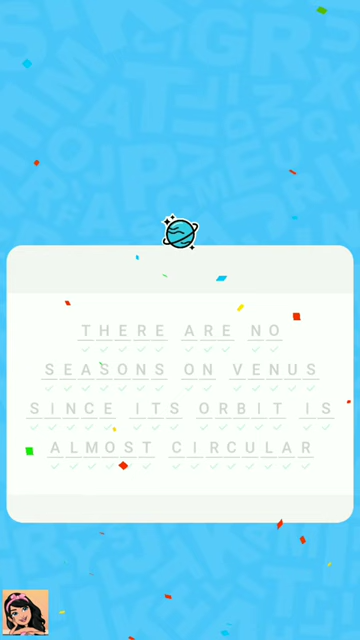 THERE ARE NO
SEASONS ON VENUS
SINCE ITS ORBIT IS
ALMOST CIRCULAR